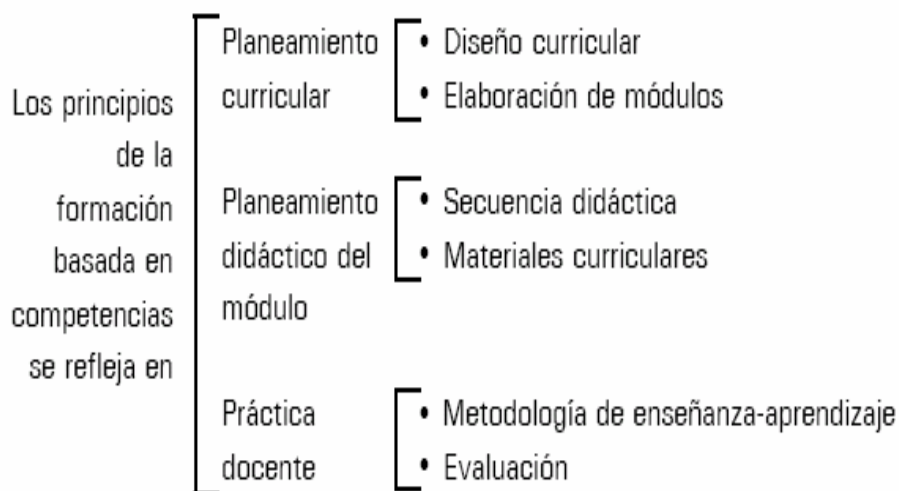 Los principios
de la
formación
basada en
competencias
se refleja en
Planeamiento
curricular
• Diseño curricular
• Elaboración de módulos
Planeamiento
didáctico del
módulo
• Secuencia didáctica
• Materiales curriculares
Práctica
docente
• Metodología de enseñanza-aprendizaje
• Evaluación